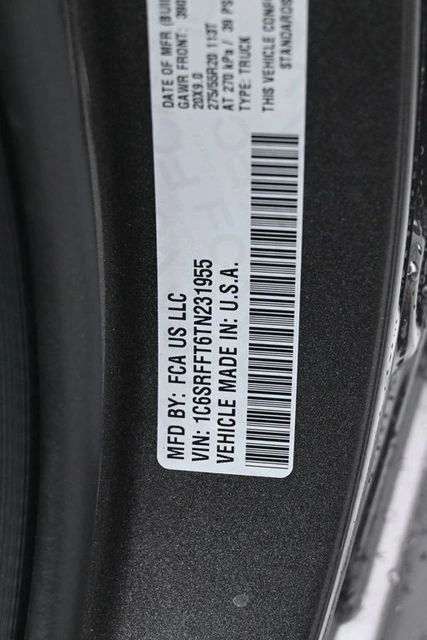 MFD BY: FCA US LLC
VIN: 1C6SRFFT6TN231955
VEHICLE MADE IN: U.S.A.
DATE OF MFR
GAWR FRONT:
20X9.0
275/55R20 113T
AT 270 kPa / 39 PS
TYPE: TRUCK
THIS VEHICLE
STANDARDS